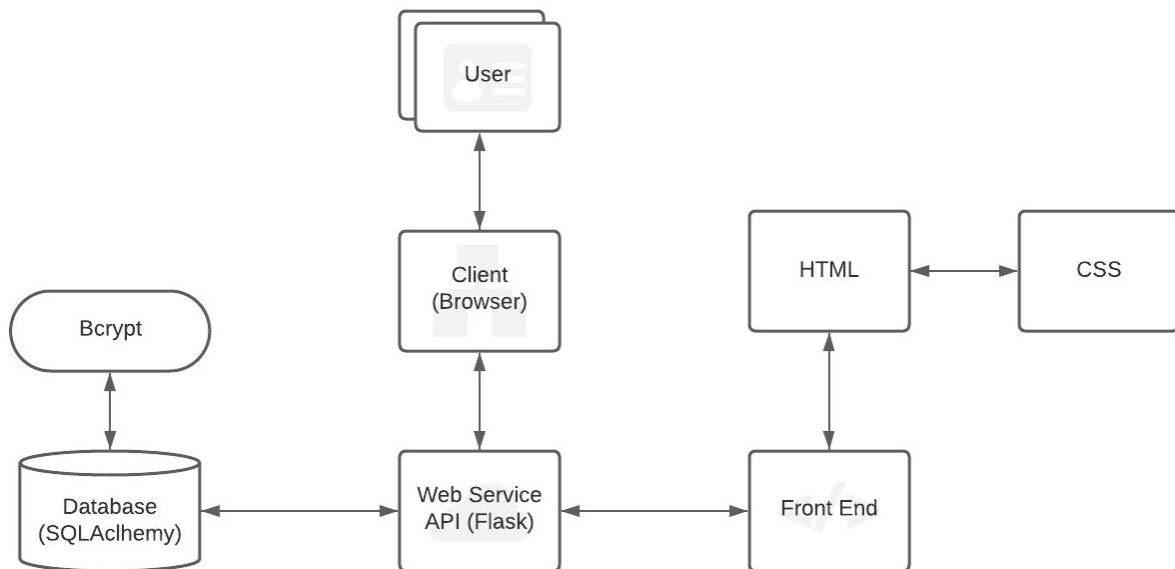 User
Client
(Browser)
HTML
CSS
Bcrypt
Database
(SQLAclhemy)
Web Service
API (Flask)
Front End